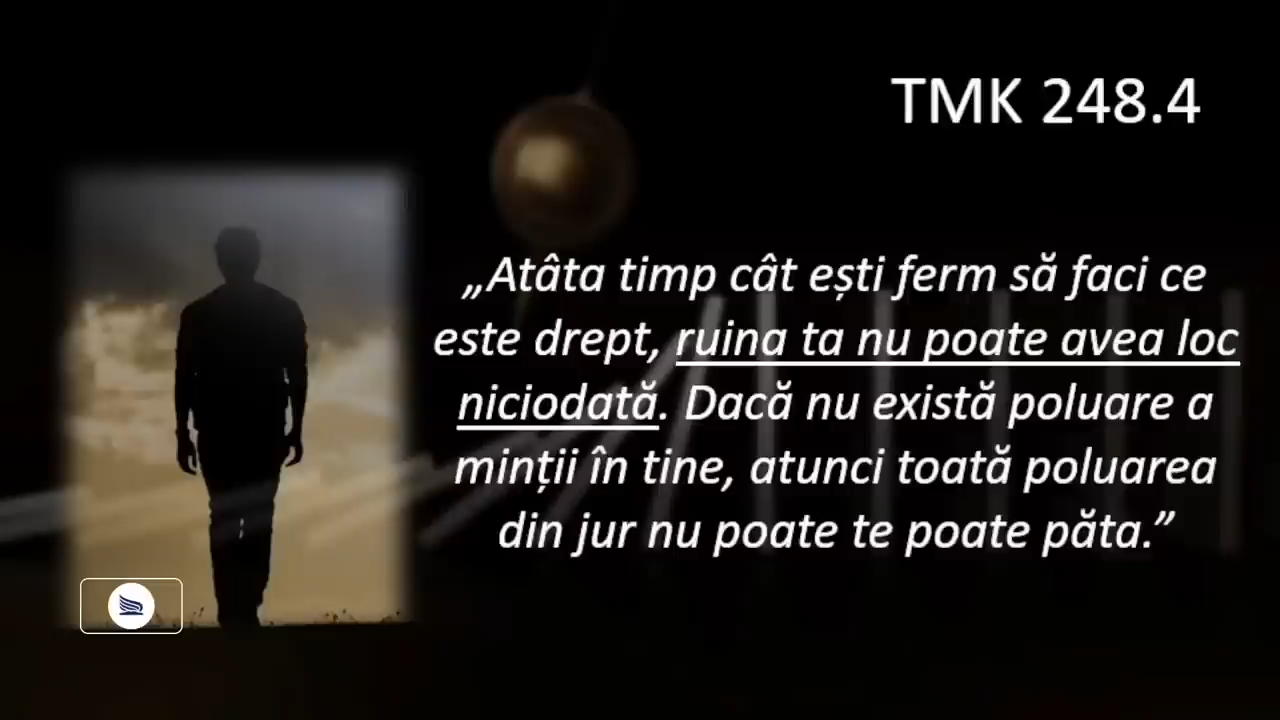 TMK 248.4
„Atâta timp cât ești ferm să faci ce
este drept, ruina ta nu poate avea loc
niciodată. Dacă nu există poluare a
minții în tine, atunci toată poluarea
din jur nu poate te poate păta.”